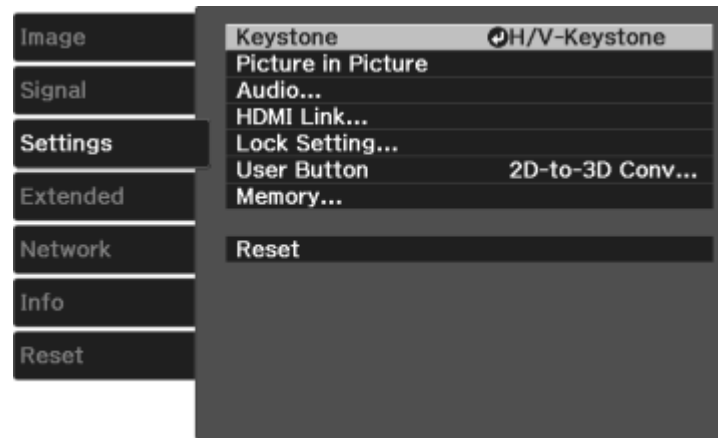 Image
Signal
Settings
Extended
Network
Info
Reset
Keystone H/V-Keystone
Picture in Picture
Audio...
HDMI Link...
Lock Setting...
User Button 2D-to-3D Conv...
Memory...
Reset